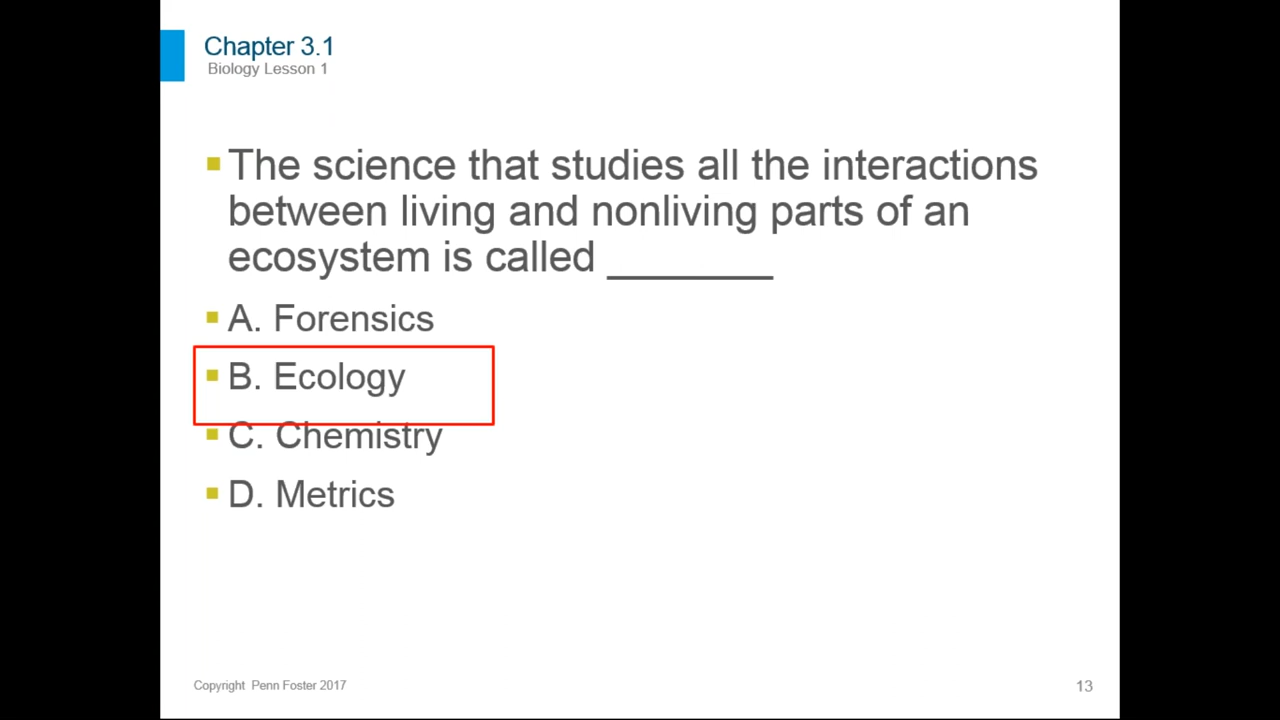 Chapter 3.1
Biology Lesson 1
The science that studies all the interactions
between living and nonliving parts of an
ecosystem is called _______
A. Forensics
B. Ecology
C. Chemistry
D. Metrics
Copyright Penn Foster 2017
13